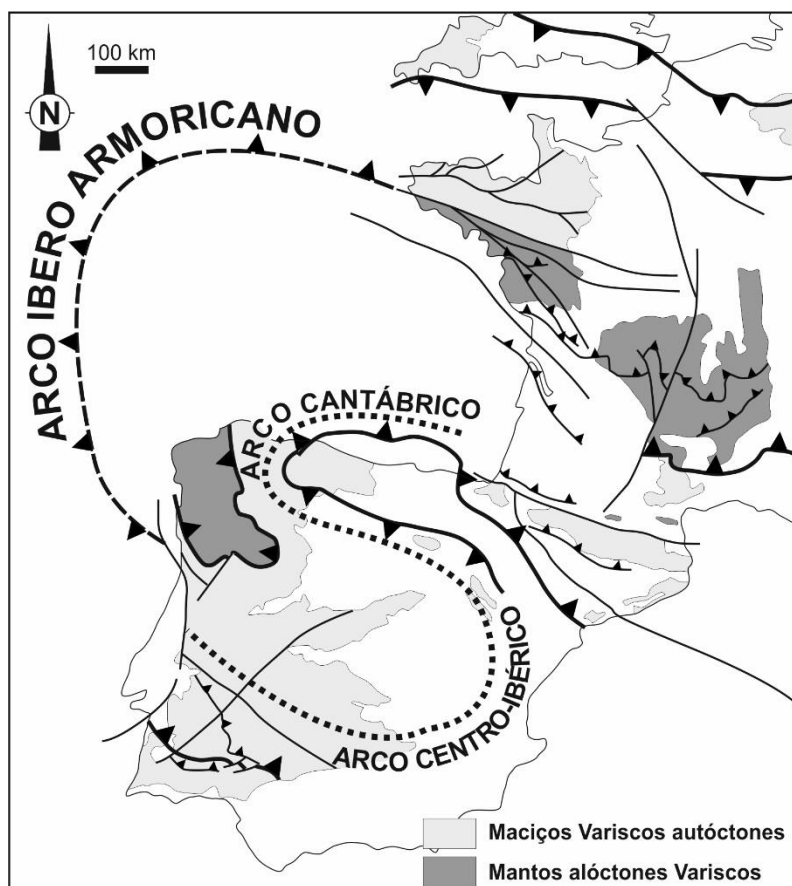 100 km
N
ARCO IBERO ARMORICANO
ARCO CANTÁBRICO
ARCO CENTRO-IBÉRICO
Maciços Variscos autóctones
Mantos alóctones Variscos